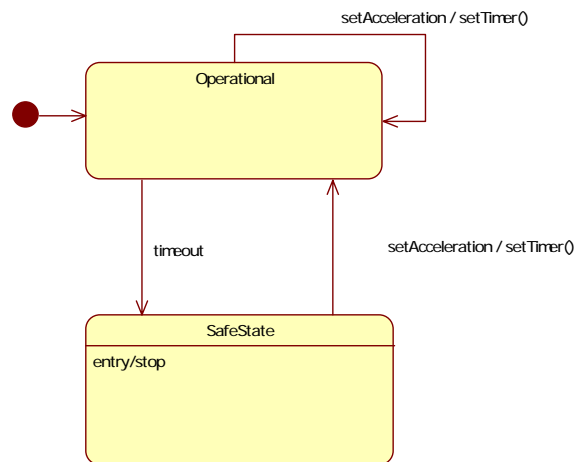 setAcceleration / setTimer()
Operational
timeout
setAcceleration / setTimer()
SafeState
entry/stop